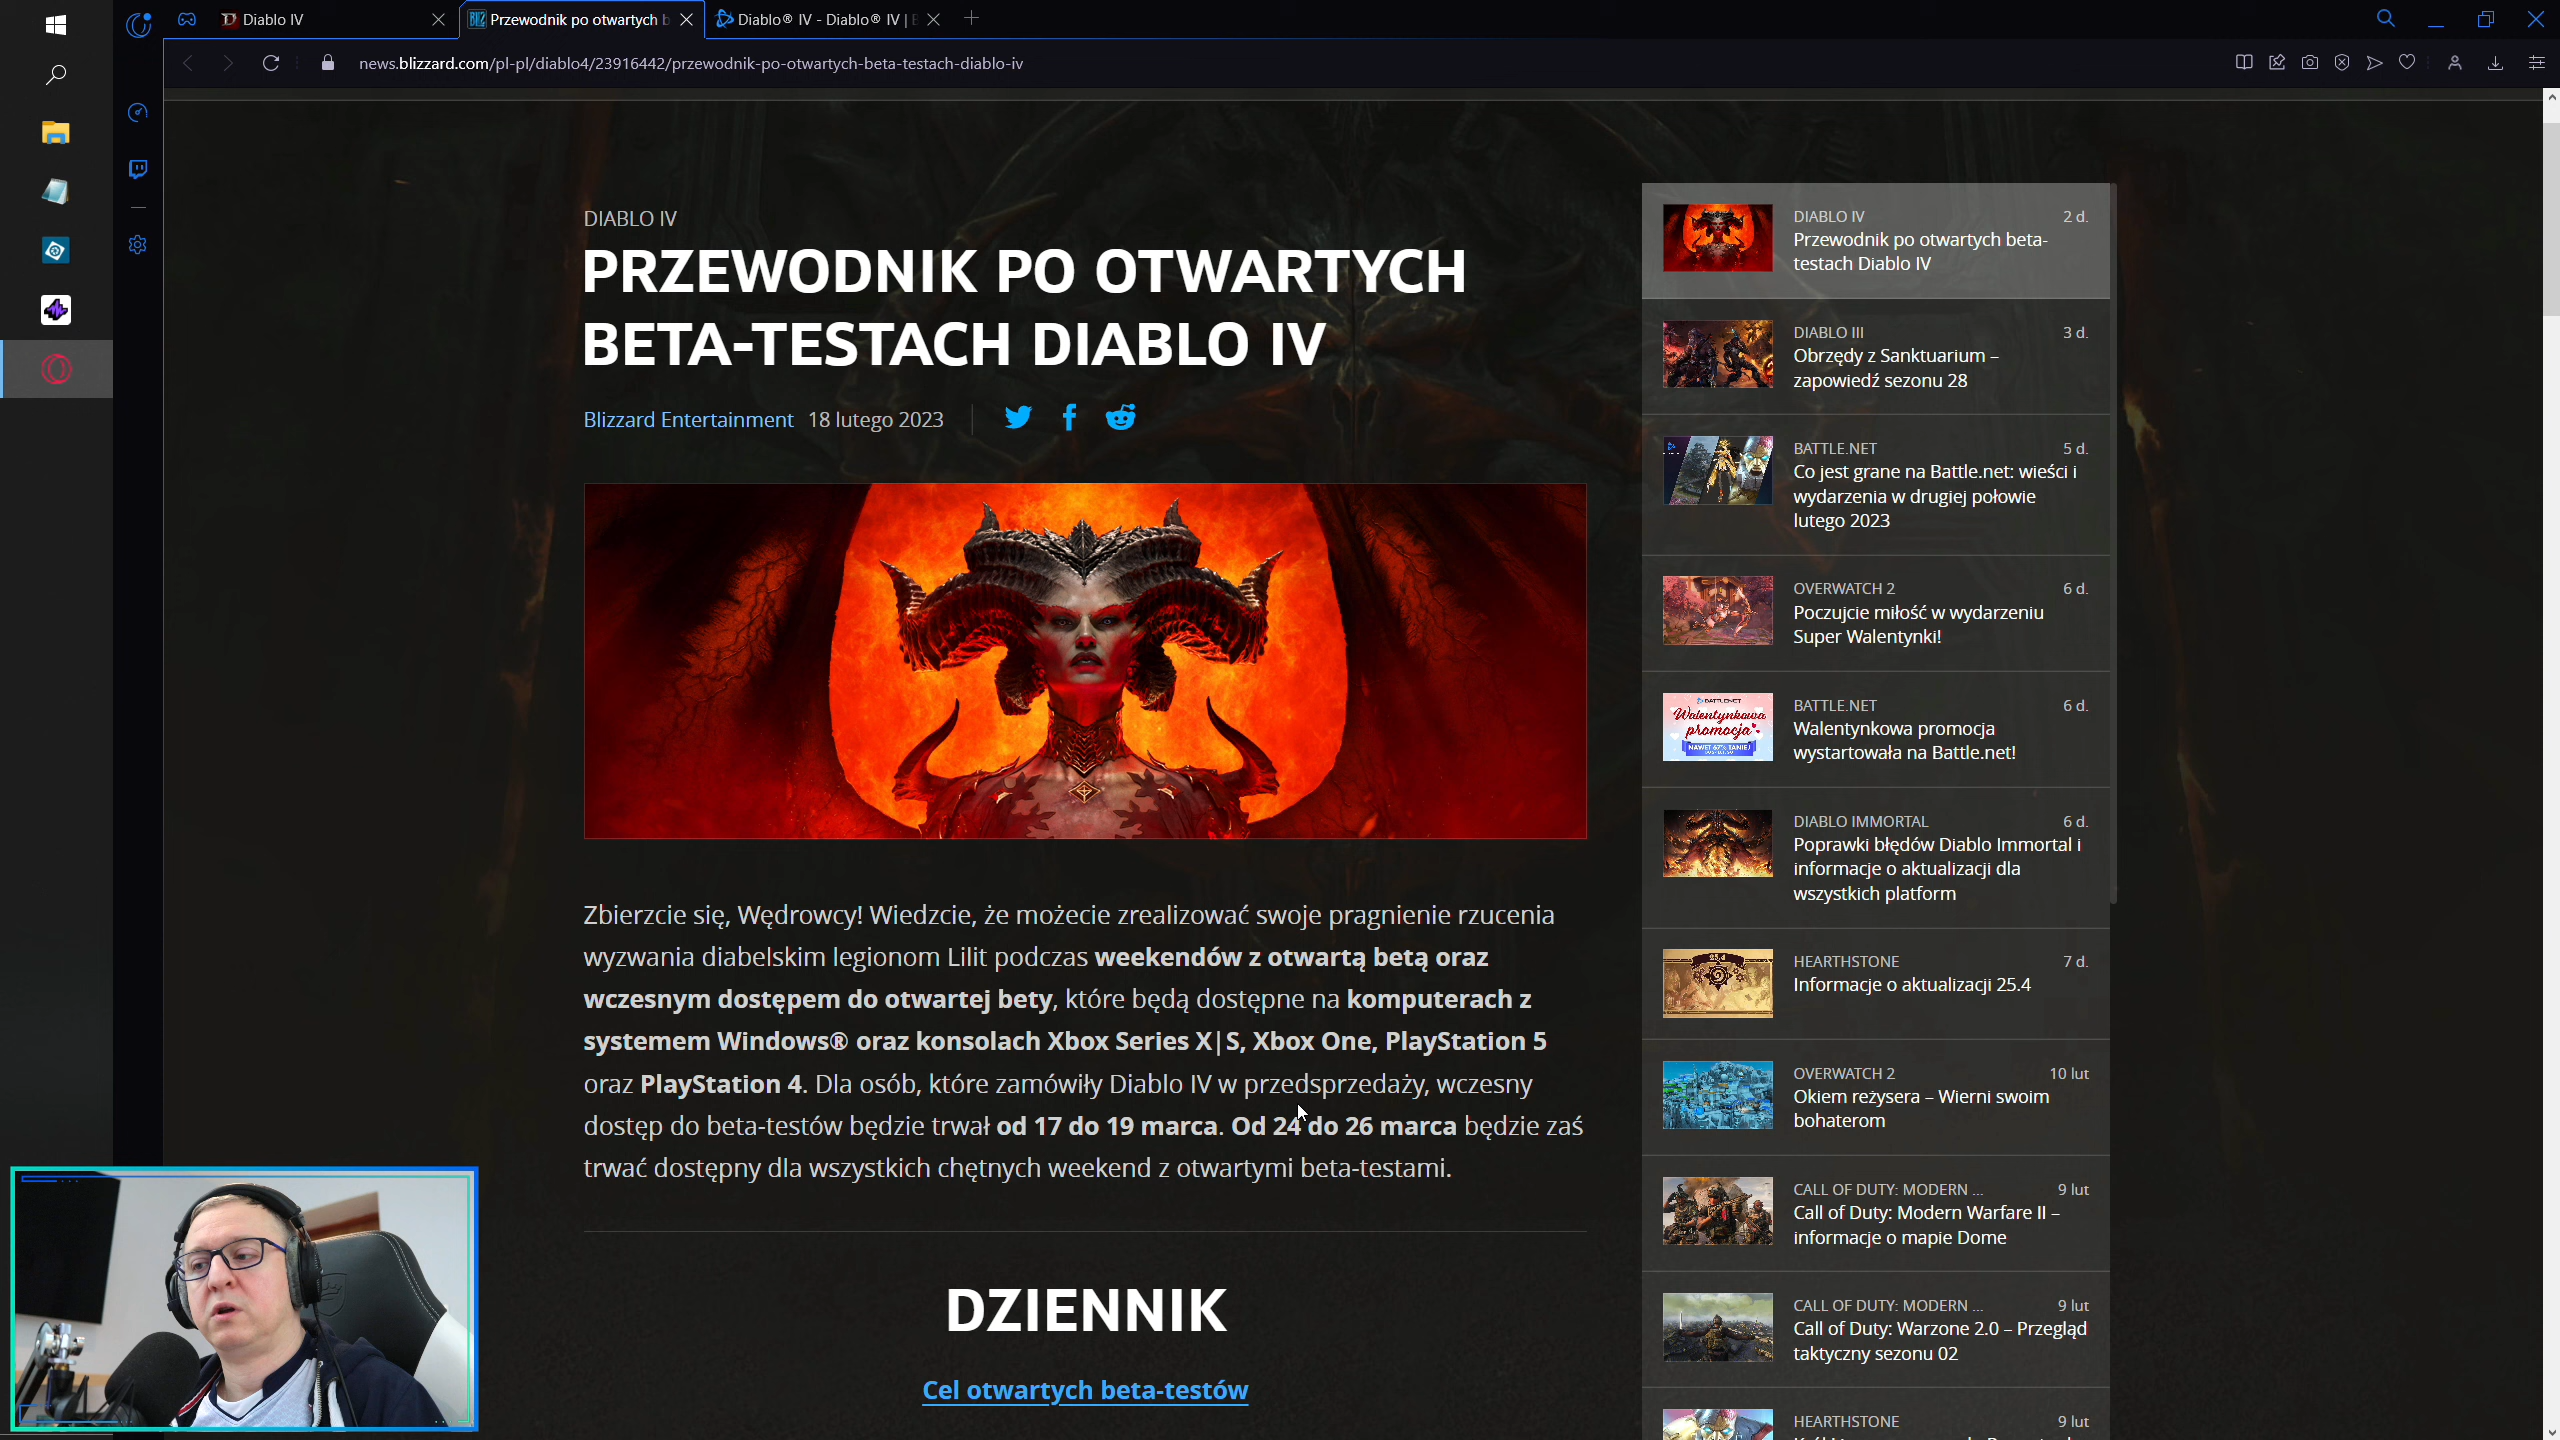 Diablo IV
Przewodnik po otwartych b
Diablo® IV - Diablo® IV |
news.blizzard.com/pl-pl/diablo4/23916442/przewodnik-po-otwartych-beta-testach-diablo-iv
DIABLO IV
PRZEWODNIK PO OTWARTYCH
BETA-TESTACH DIABLO IV
Blizzard Entertainment 18 lutego 2023
Zbierzcie się, Wędrowcy! Wiedzcie, że możecie zrealizować swoje pragnienie rzucenia
wyzwania diabelskim legionom Lilit podczas weekendów z otwartą betą oraz
wczesnym dostępem do otwartej bety, które będą dostępne na komputerach z
systemem Windows® oraz konsolach Xbox Series X|S, Xbox One, PlayStation 5
oraz PlayStation 4. Dla osób, które zamówiły Diablo IV w przedsprzedaży, wczesny
dostęp do beta-testów będzie trwał od 17 do 19 marca. Od 24 do 26 marca będzie zaś
trwać dostępny dla wszystkich chętnych weekend z otwartymi beta-testami.
DZIENNIK
Cel otwartych beta-testów
DIABLO IV 2 d.
Przewodnik po otwartych beta-
testach Diablo IV
DIABLO III 3 d.
Obrzędy z Sanktuarium –
zapowiedź sezonu 28
BATTLE.NET 5 d.
Co jest grane na Battle.net: wieści i
wydarzenia w drugiej połowie
lutego 2023
OVERWATCH 2 6 d.
Poczujcie miłość w wydarzeniu
Super Walentynki!
BATTLE.NET
Walentynkowa
promocja
NAWET 67% TANIEJ
BATTLE.NET 6 d.
Walentynkowa promocja
wystartowała na Battle.net!
DIABLO IMMORTAL 6 d.
Poprawki błędów Diablo Immortal i
informacje o aktualizacji dla
wszystkich platform
25.4
HEARTHSTONE 7 d.
Informacje o aktualizacji 25.4
OVERWATCH 2 10 lut
Okiem reżysera – Wierni swoim
bohaterom
CALL OF DUTY: MODERN ... 9 lut
Call of Duty: Modern Warfare II –
informacje o mapie Dome
CALL OF DUTY: MODERN ... 9 lut
Call of Duty: Warzone 2.0 – Przegląd
taktyczny sezonu 02
HEARTHSTONE 9 lut